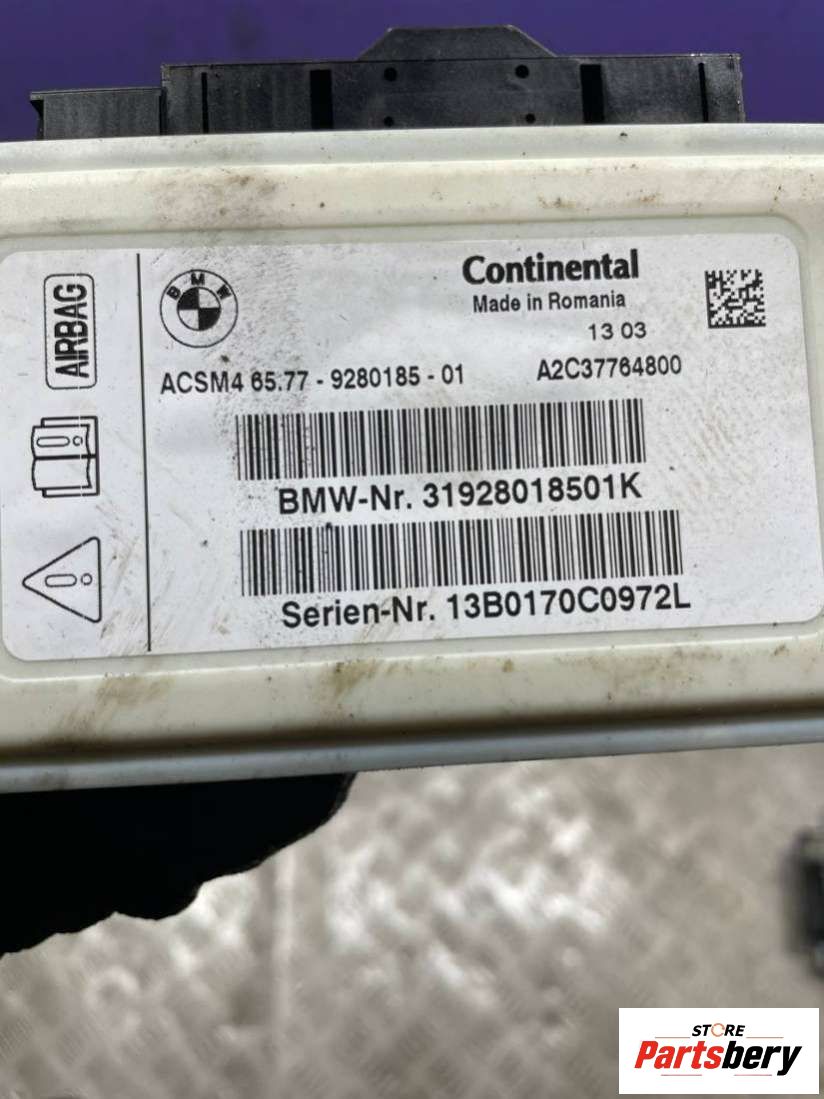 AIRBAG
BMW
Continental
Made in Romania
13 03
ACSM4 65.77 - 9280185 - 01 A2C37764800
BMW-Nr. 31928018501K
Serien-Nr. 13B0170C0972L
STORE
Partsbery